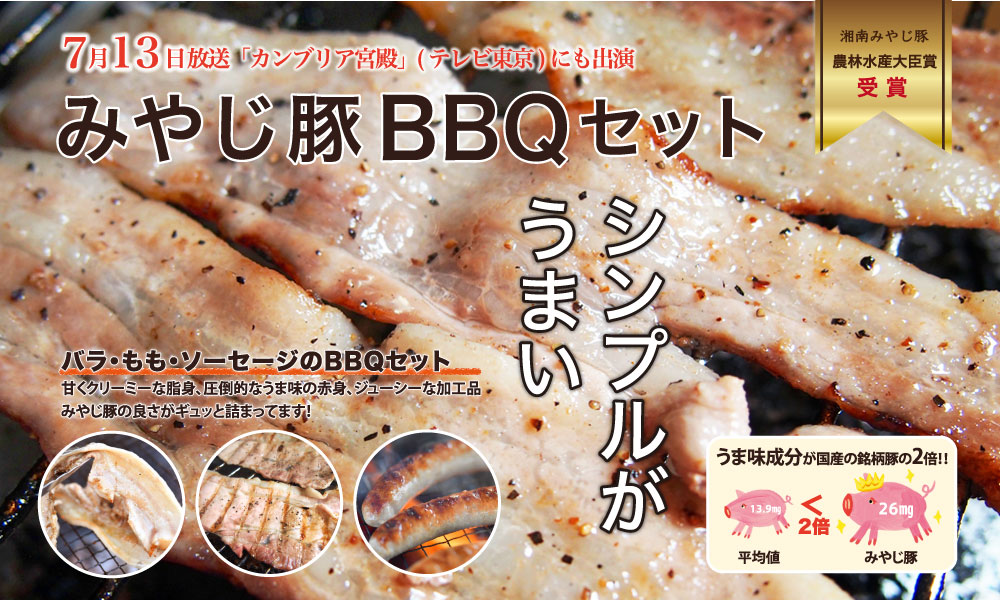 7月13日放送「カンブリア宮殿」(テレビ東京)にも出演
みやじ豚BBQセット
湘南みやじ豚
農林水産大臣賞
受賞
シンプルが
うまい
バラ・もも・ソーセージのBBQセット
甘くクリーミーな脂身、圧倒的なうま味の赤身、ジューシーな加工品
みやじ豚の良さがギュッと詰まってます!
うま味成分が国産の銘柄豚の2倍!!
13.9mg
<
2倍
26mg
平均値
みやじ豚